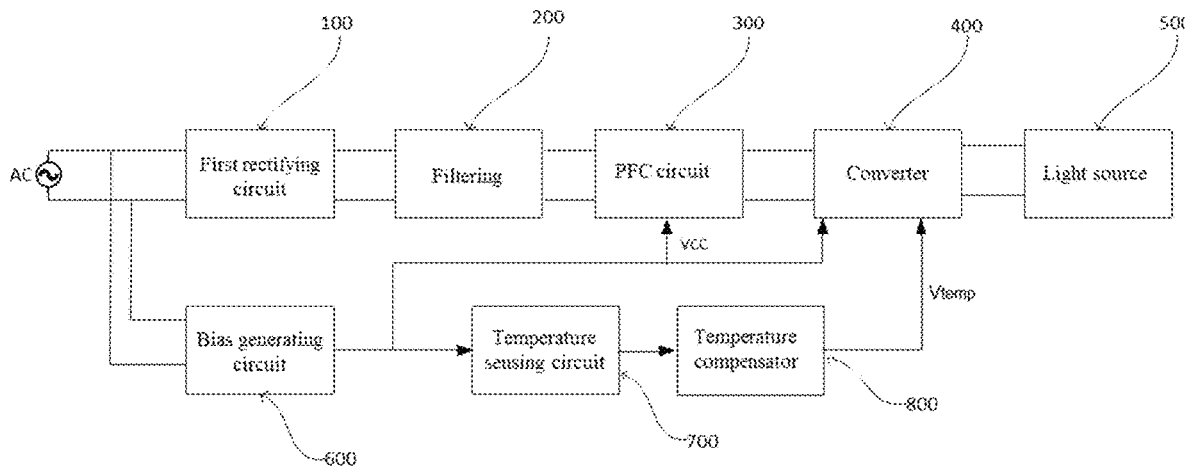 100
200
300
400
500
AC
First rectifying
circuit
Filtering
PFC circuit
Converter
Light source
VCC
Vtemp
Bias generating
circuit
Temperature
sensing circuit
Temperature
compensator
600
700
800